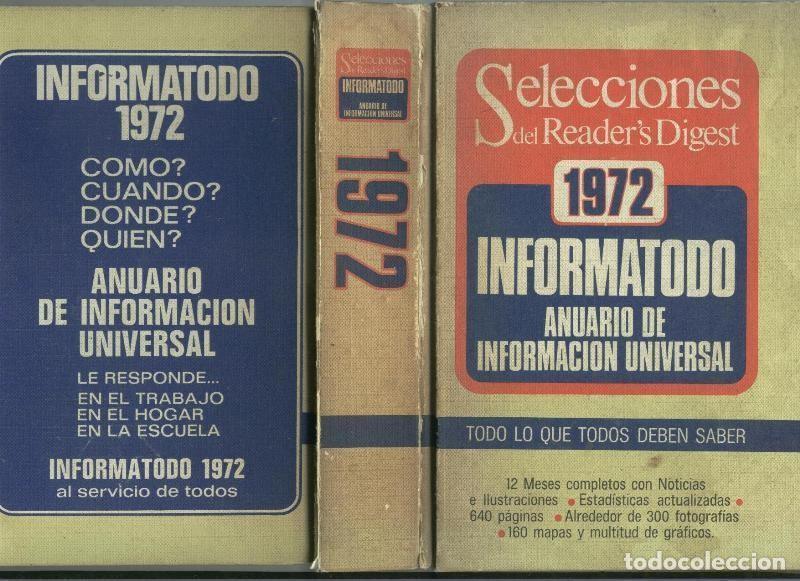 INFORMATODO
1972
COMO?
CUANDO?
DONDE?
QUIEN?
ANUARIO
DE INFORMACION
UNIVERSAL
LE RESPONDE...
EN EL TRABAJO
EN EL HOGAR
EN LA ESCUELA
INFORMATODO 1972
al servicio de todos
Selecciones
del Reader's Digest
INFORMATODO
ANUARIO DE
INFORMACION UNIVERSAL
1972
Selecciones
del Reader's Digest
1972
INFORMATODO
ANUARIO DE
INFORMACION UNIVERSAL
TODO LO QUE TODOS DEBEN SABER
12 Meses completos con Noticias
e Ilustraciones • Estadísticas actualizadas •
640 páginas • Alrededor de 300 fotografías
• 160 mapas y multitud de gráficos.
todocoleccion